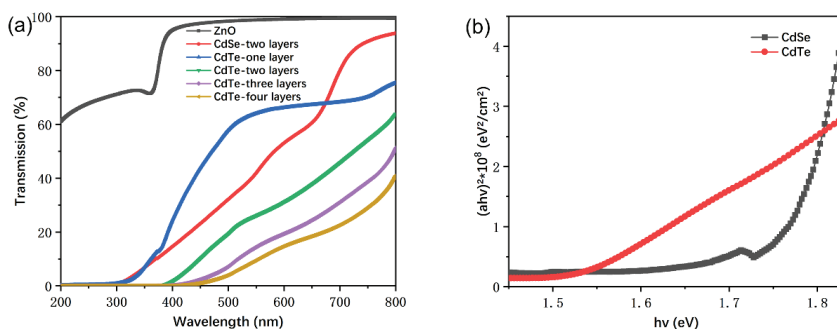 (a)
ZnO
CdSe-two layers
CdTe-one layer
CdTe-two layers
CdTe-three layers
CdTe-four layers
Transmission (%)
100
80
60
40
20
0
200 300 400 500 600 700 800
Wavelength (nm)
(b)
CdSe
CdTe
(ahv)²*10⁸ (eV²/cm²)
4
3
2
1
0
1. 5 1. 6 1. 7 1. 8
hv (eV)